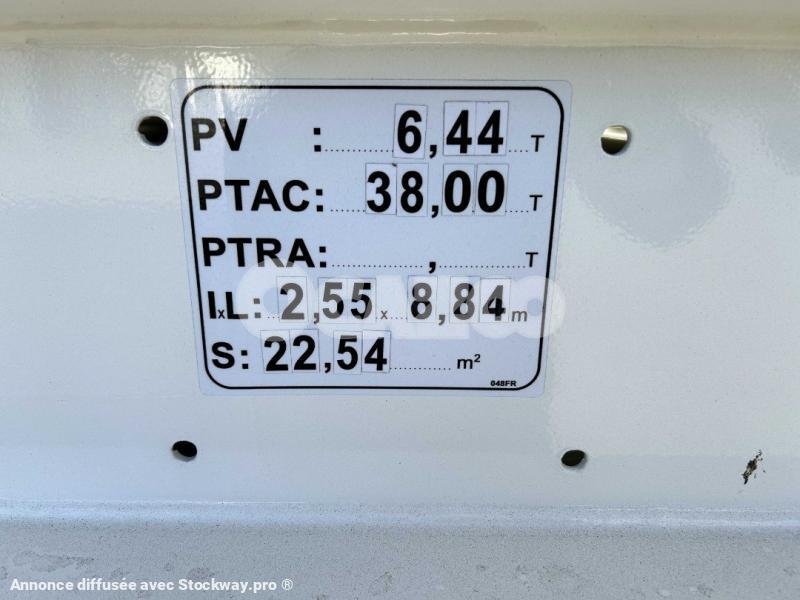 PV : 6,44 T
PTAC: 38,00 T
PTRA: , T
IxL: 2,55 x 8,84 m
S: 22,54 m²
048FR
Annonce diffusée avec Stockway.pro ®